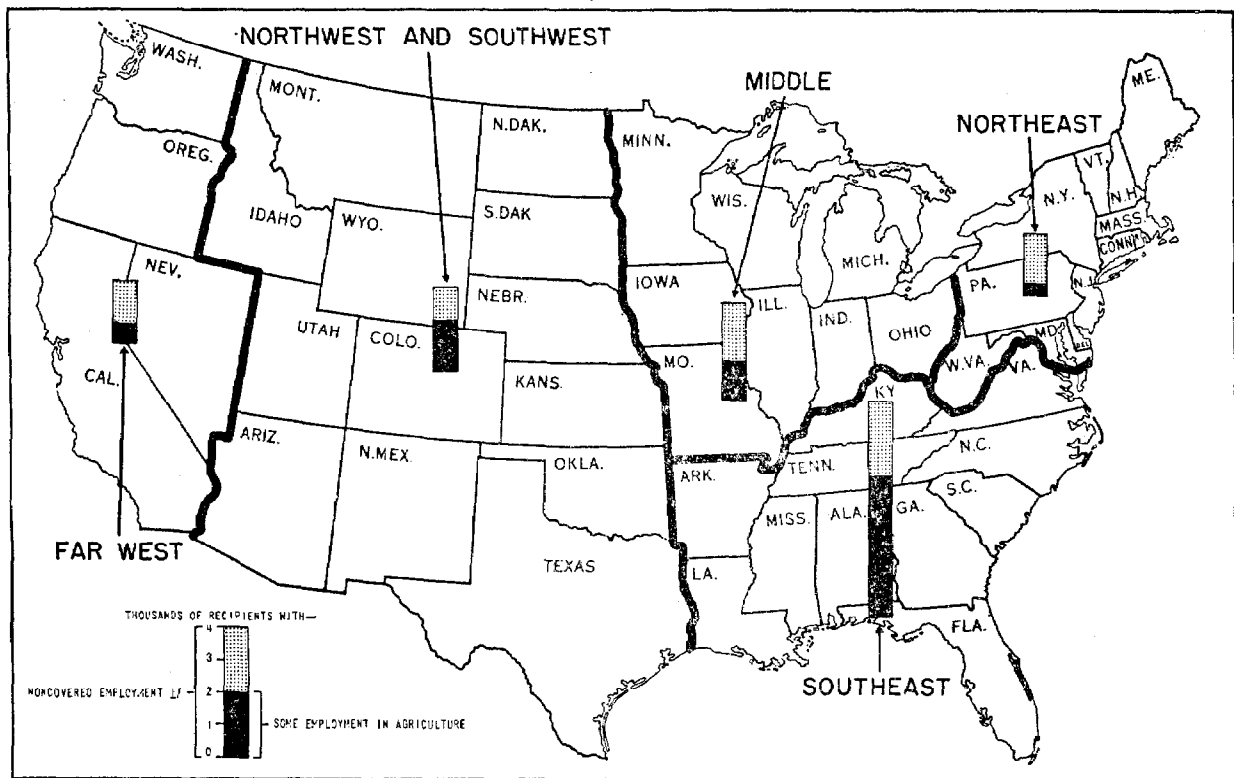 NORTHWEST AND SOUTHWEST
MIDDLE
NORTHEAST
FAR WEST
SOUTHEAST
WASH.
MONT.
N.DAK.
MINN.
ME.
OREG.
IDAHO
WYO.
S.DAK
WIS.
MICH.
N.Y.
VT.
N.H.
MASS.
CONN.
NEV.
UTAH
COLO.
NEBR.
IOWA
ILL.
IND.
OHIO
PA.
N.J.
MD.
DEL.
CAL.
KANS.
MO.
W.VA.
VA.
KY
ARIZ.
N.MEX.
OKLA.
ARK.
TENN.
N.C.
S.C.
TEXAS
LA.
MISS.
ALA.
GA.
FLA.
THOUSANDS OF RECIPIENTS WITH—
4
3
NONCOVERED EMPLOYMENT 1/
2
1
SOME EMPLOYMENT IN AGRICULTURE
0